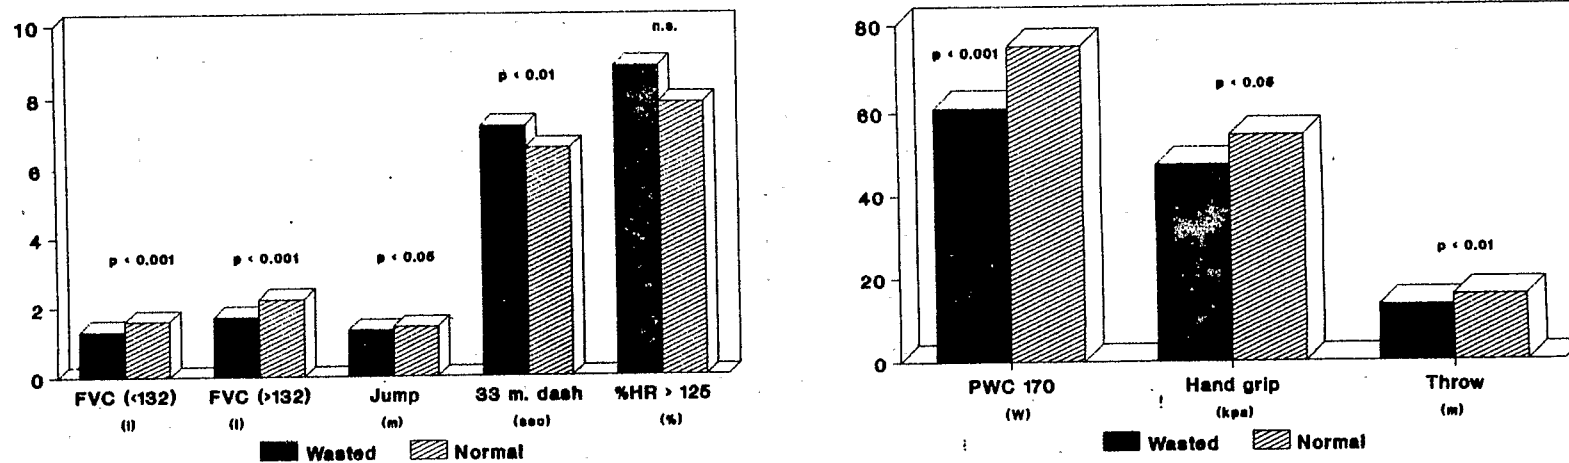 10
8
6
4
2
0
n.s.
p < 0.01
p < 0.001
p < 0.001
p < 0.05
FVC (<132)
FVC (>132)
Jump
33 m. dash
%HR > 125
(l)
(l)
(m)
(sec)
(%)
Wasted
Normal
80
60
40
20
0
p < 0.001
p < 0.05
p < 0.01
PWC 170
Hand grip
Throw
(W)
(kpa)
(m)
Wasted
Normal